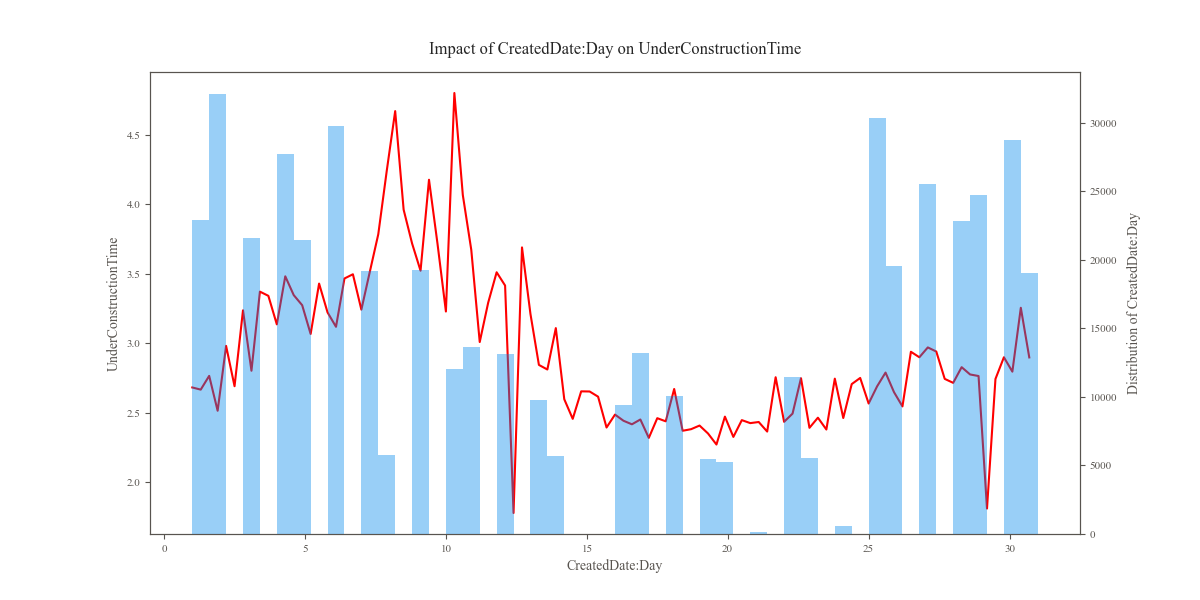 Impact of CreatedDate:Day on UnderConstructionTime
UnderConstructionTime
4.5
4.0
3.5
3.0
2.5
2.0
30000
25000
20000
15000
10000
5000
0
Distribution of CreatedDate:Day
0 5 10 15 20 25 30
CreatedDate:Day